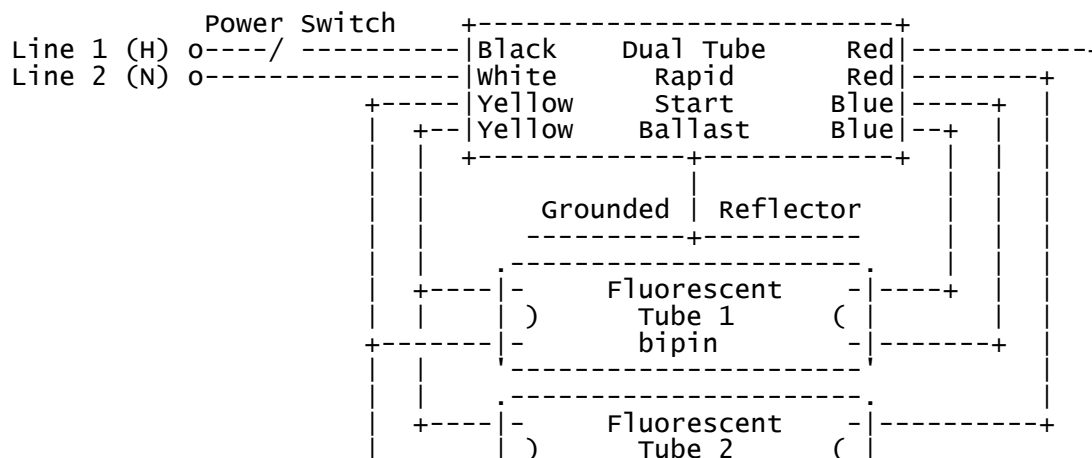 Power Switch
Line 1 (H) o----/ ----------|Black Dual Tube Red|
Line 2 (N) o----------------|White Rapid Red|
Yellow Start Blue
Yellow Ballast Blue
Grounded | Reflector
Fluorescent
Tube 1
bipin
Fluorescent
Tube 2